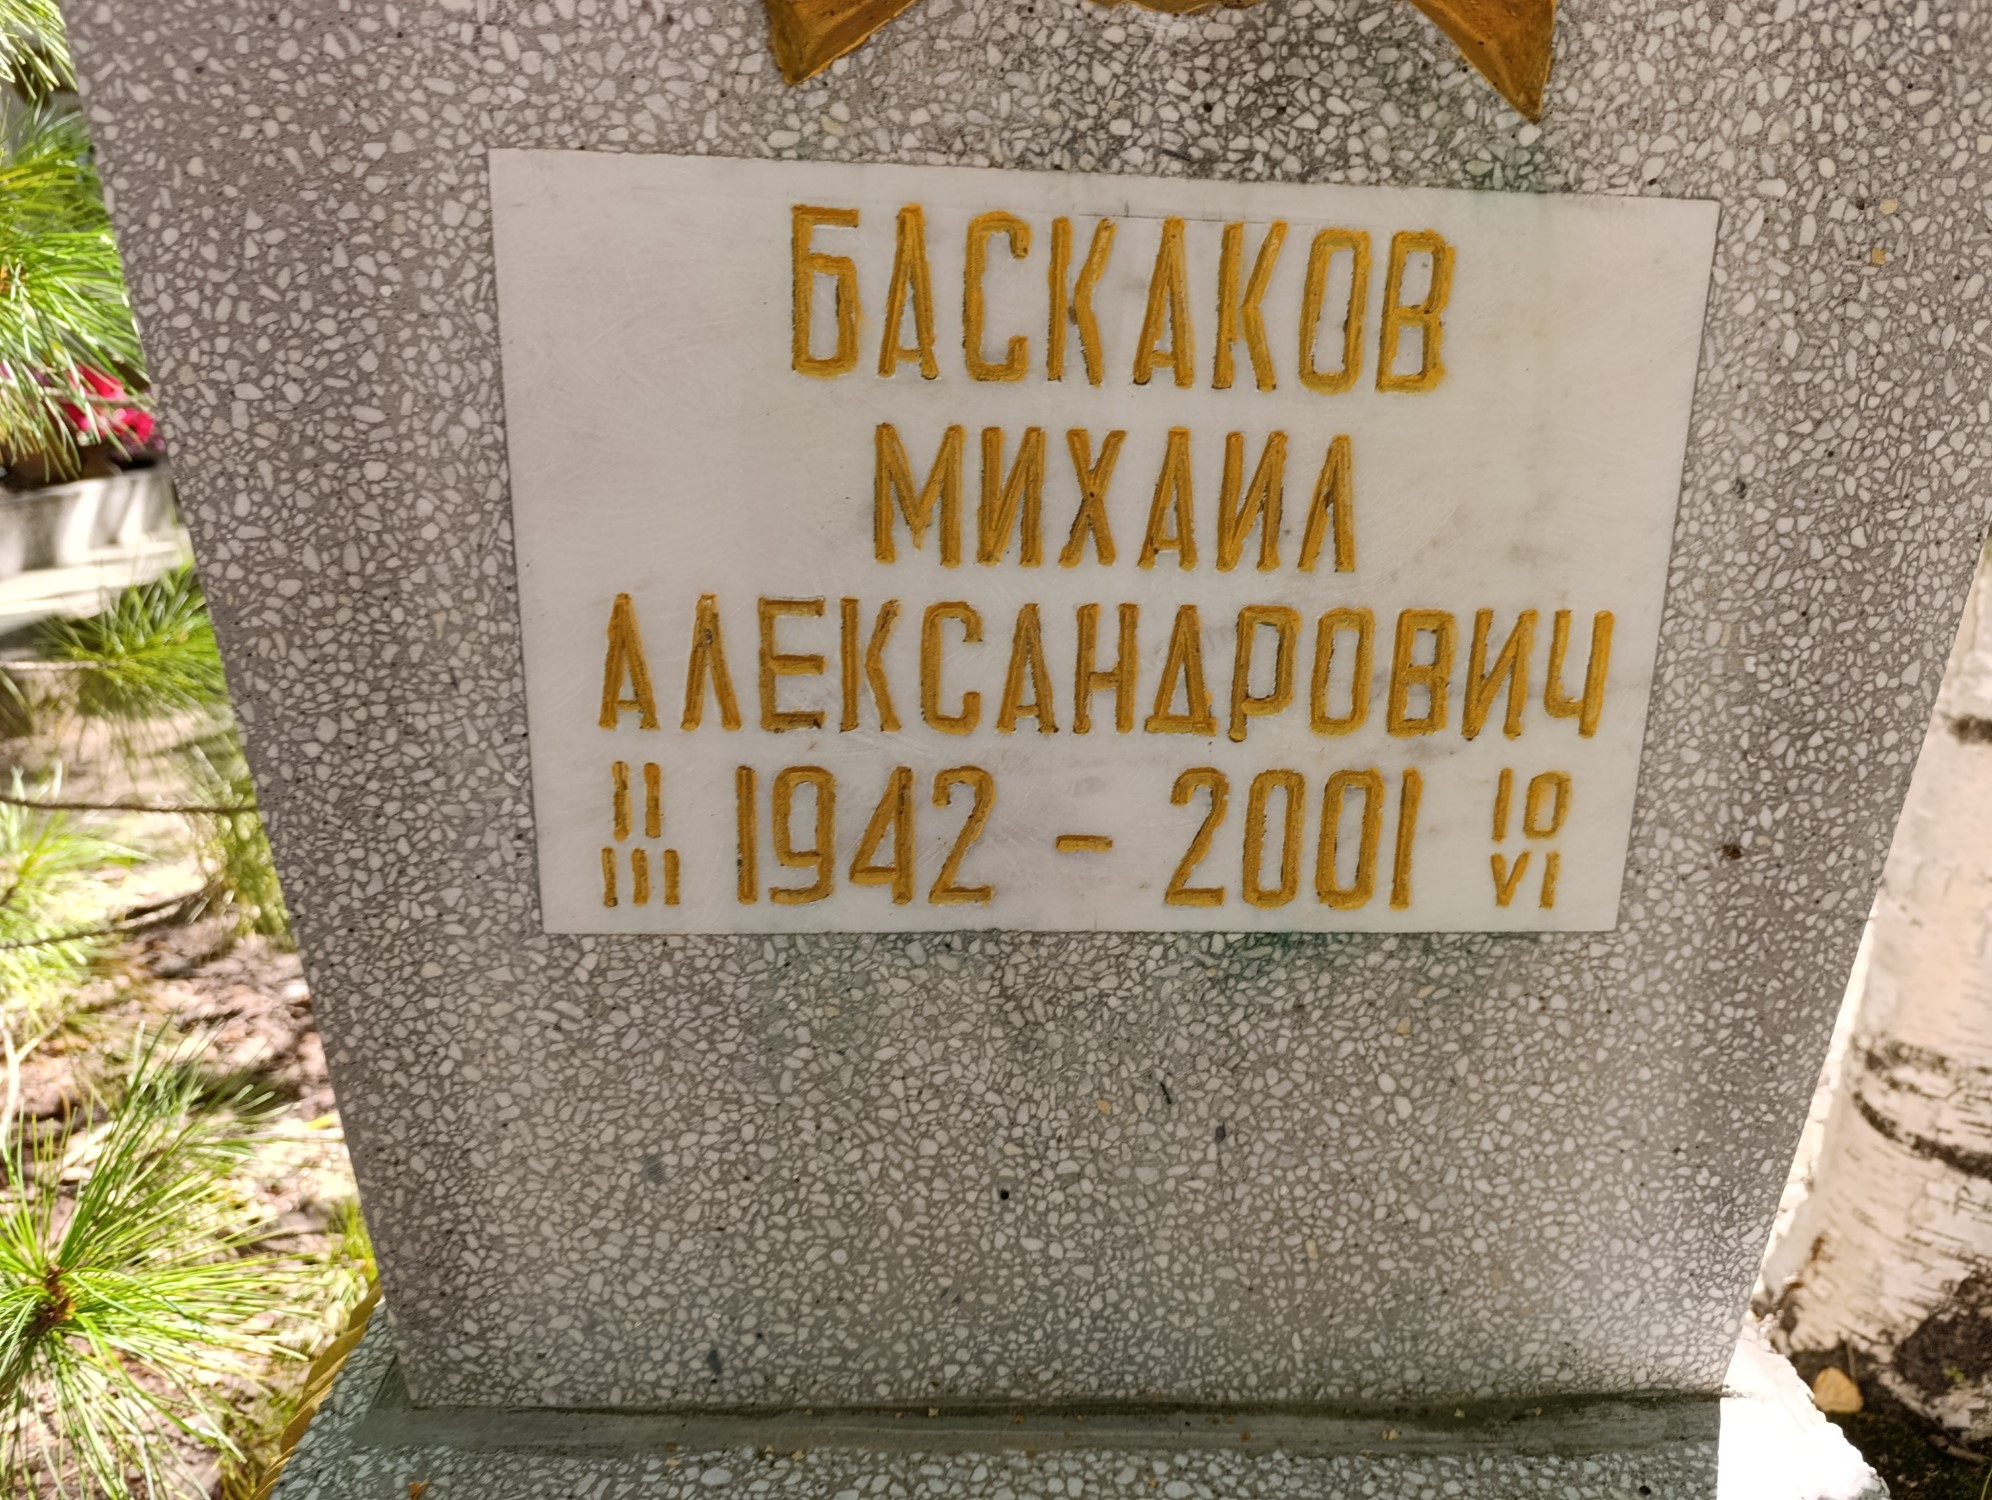 БАСКАКОВ
МИХАИЛ
АЛЕКСАНДРОВИЧ
11 III 1942 - 2001 10 VI